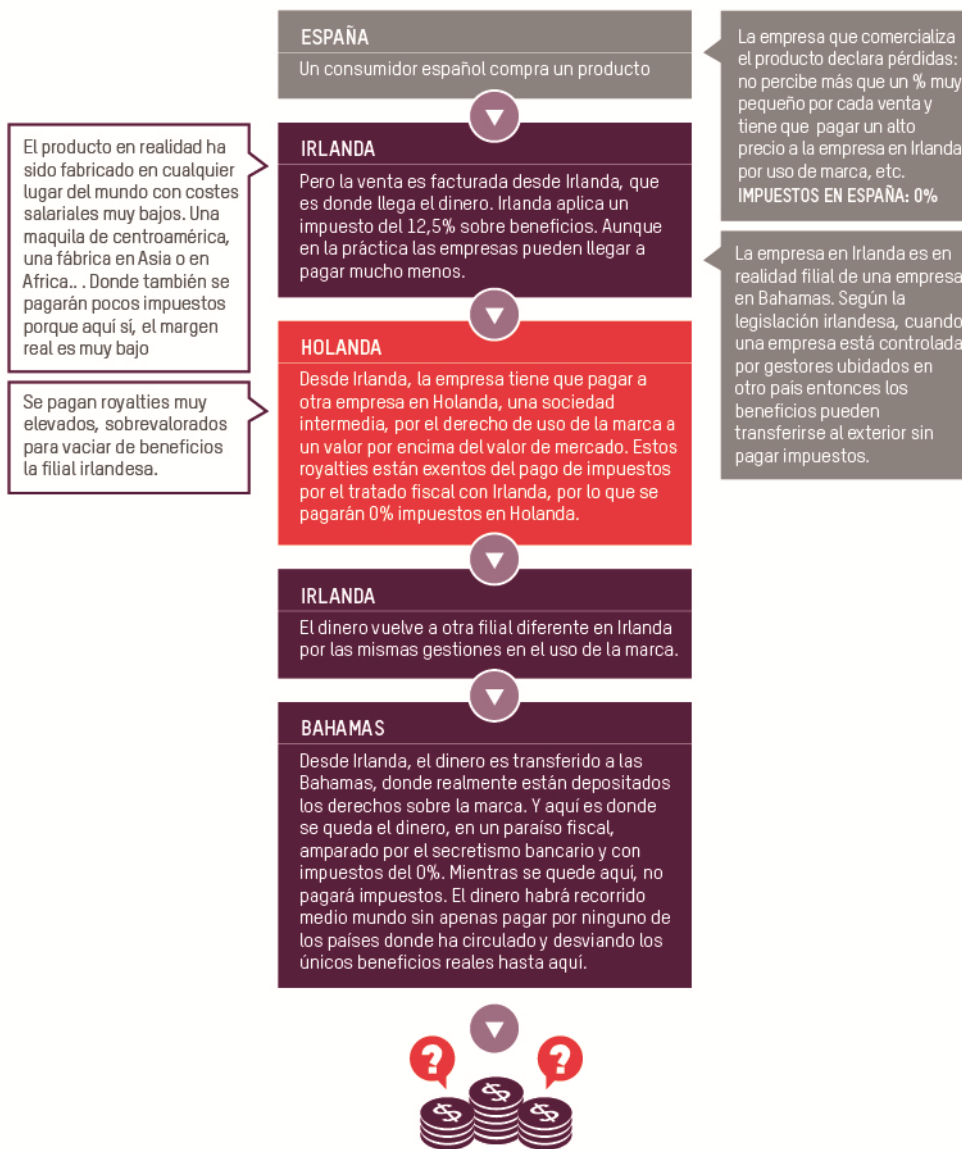 ESPAÑA
Un consumidor español compra un producto
La empresa que comercializa
el producto declara pérdidas:
no percibe más que un % muy
pequeño por cada venta y
tiene que pagar un alto
precio a la empresa en Irlanda
por uso de marca, etc.
IMPUESTOS EN ESPAÑA: 0%
IRLANDA
Pero la venta es facturada desde Irlanda, que
es donde llega el dinero. Irlanda aplica un
impuesto del 12,5% sobre beneficios. Aunque
en la práctica las empresas pueden llegar a
pagar mucho menos.
El producto en realidad ha
sido fabricado en cualquier
lugar del mundo con costes
salariales muy bajos. Una
maquila de centroamérica,
una fábrica en Asia o en
Africa.. . Donde también se
pagarán pocos impuestos
porque aquí sí, el margen
real es muy bajo
La empresa en Irlanda es en
realidad filial de una empresa
en Bahamas. Según la
legislación irlandesa, cuando
una empresa está controlada
por gestores ubidados en
otro país entonces los
beneficios pueden
transferirse al exterior sin
pagar impuestos.
HOLANDA
Desde Irlanda, la empresa tiene que pagar a
otra empresa en Holanda, una sociedad
intermedia, por el derecho de uso de la marca a
un valor por encima del valor de mercado. Estos
royalties están exentos del pago de impuestos
por el tratado fiscal con Irlanda, por lo que se
pagarán 0% impuestos en Holanda.
Se pagan royalties muy
elevados, sobrevalorados
para vaciar de beneficios
la filial irlandesa.
IRLANDA
El dinero vuelve a otra filial diferente en Irlanda
por las mismas gestiones en el uso de la marca.
BAHAMAS
Desde Irlanda, el dinero es transferido a las
Bahamas, donde realmente están depositados
los derechos sobre la marca. Y aquí es donde
se queda el dinero, en un paraíso fiscal,
amparado por el secretismo bancario y con
impuestos del 0%. Mientras se quede aquí, no
pagará impuestos. El dinero habrá recorrido
medio mundo sin apenas pagar por ninguno de
los países donde ha circulado y desviando los
únicos beneficios reales hasta aquí.
? ?
$ $ $